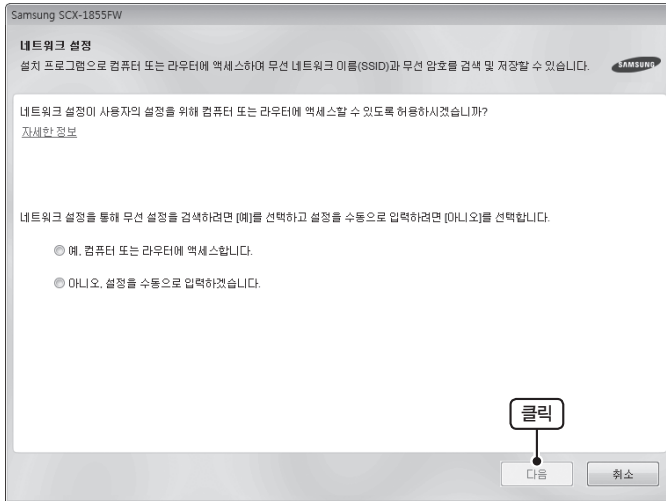 Samsung SCX-1855FW
네트워크 설정
설치 프로그램으로 컴퓨터 또는 라우터에 액세스하여 무선 네트워크 이름(SSID)과 무선 암호를 검색 및 저장할 수 있습니다.
SAMSUNG
네트워크 설정이 사용자의 설정을 위해 컴퓨터 또는 라우터에 액세스할 수 있도록 허용하시겠습니까?
자세한 정보
네트워크 설정을 통해 무선 설정을 검색하려면 [예]를 선택하고 설정을 수동으로 입력하려면 [아니오]를 선택합니다.
예, 컴퓨터 또는 라우터에 액세스합니다.
아니오, 설정을 수동으로 입력하겠습니다.
클릭
다음
취소